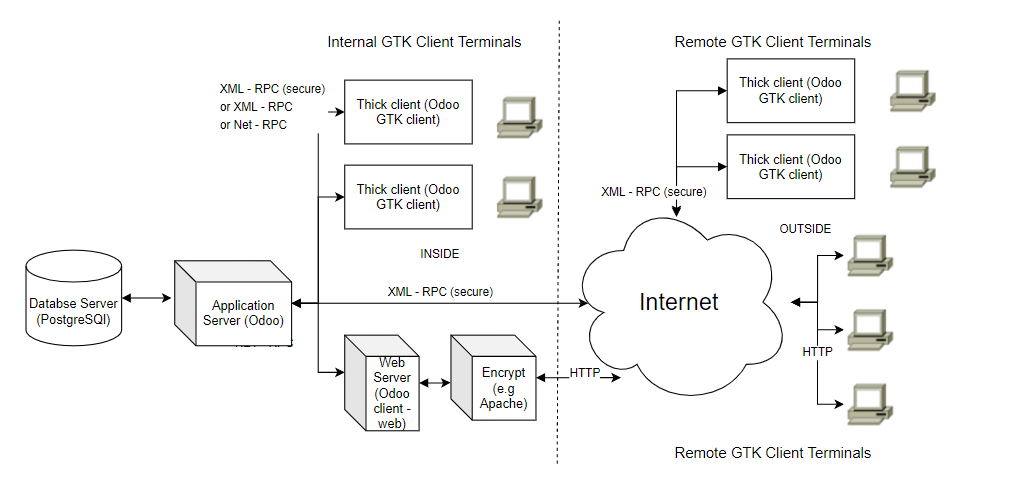 Internal GTK Client Terminals
Remote GTK Client Terminals
XML - RPC (secure)
or XML - RPC
or Net - RPC
Thick client (Odoo
GTK client)
Thick client (Odoo
GTK client)
Thick client (Odoo
GTK client)
Thick client (Odoo
GTK client)
XML - RPC (secure)
OUTSIDE
INSIDE
Databse Server
(PostgreSQl)
Application
Server (Odoo)
XML - RPC (secure)
Internet
Web
Server
(Odoo
client -
web)
Encrypt
(e.g
Apache)
HTTP
HTTP
Remote GTK Client Terminals